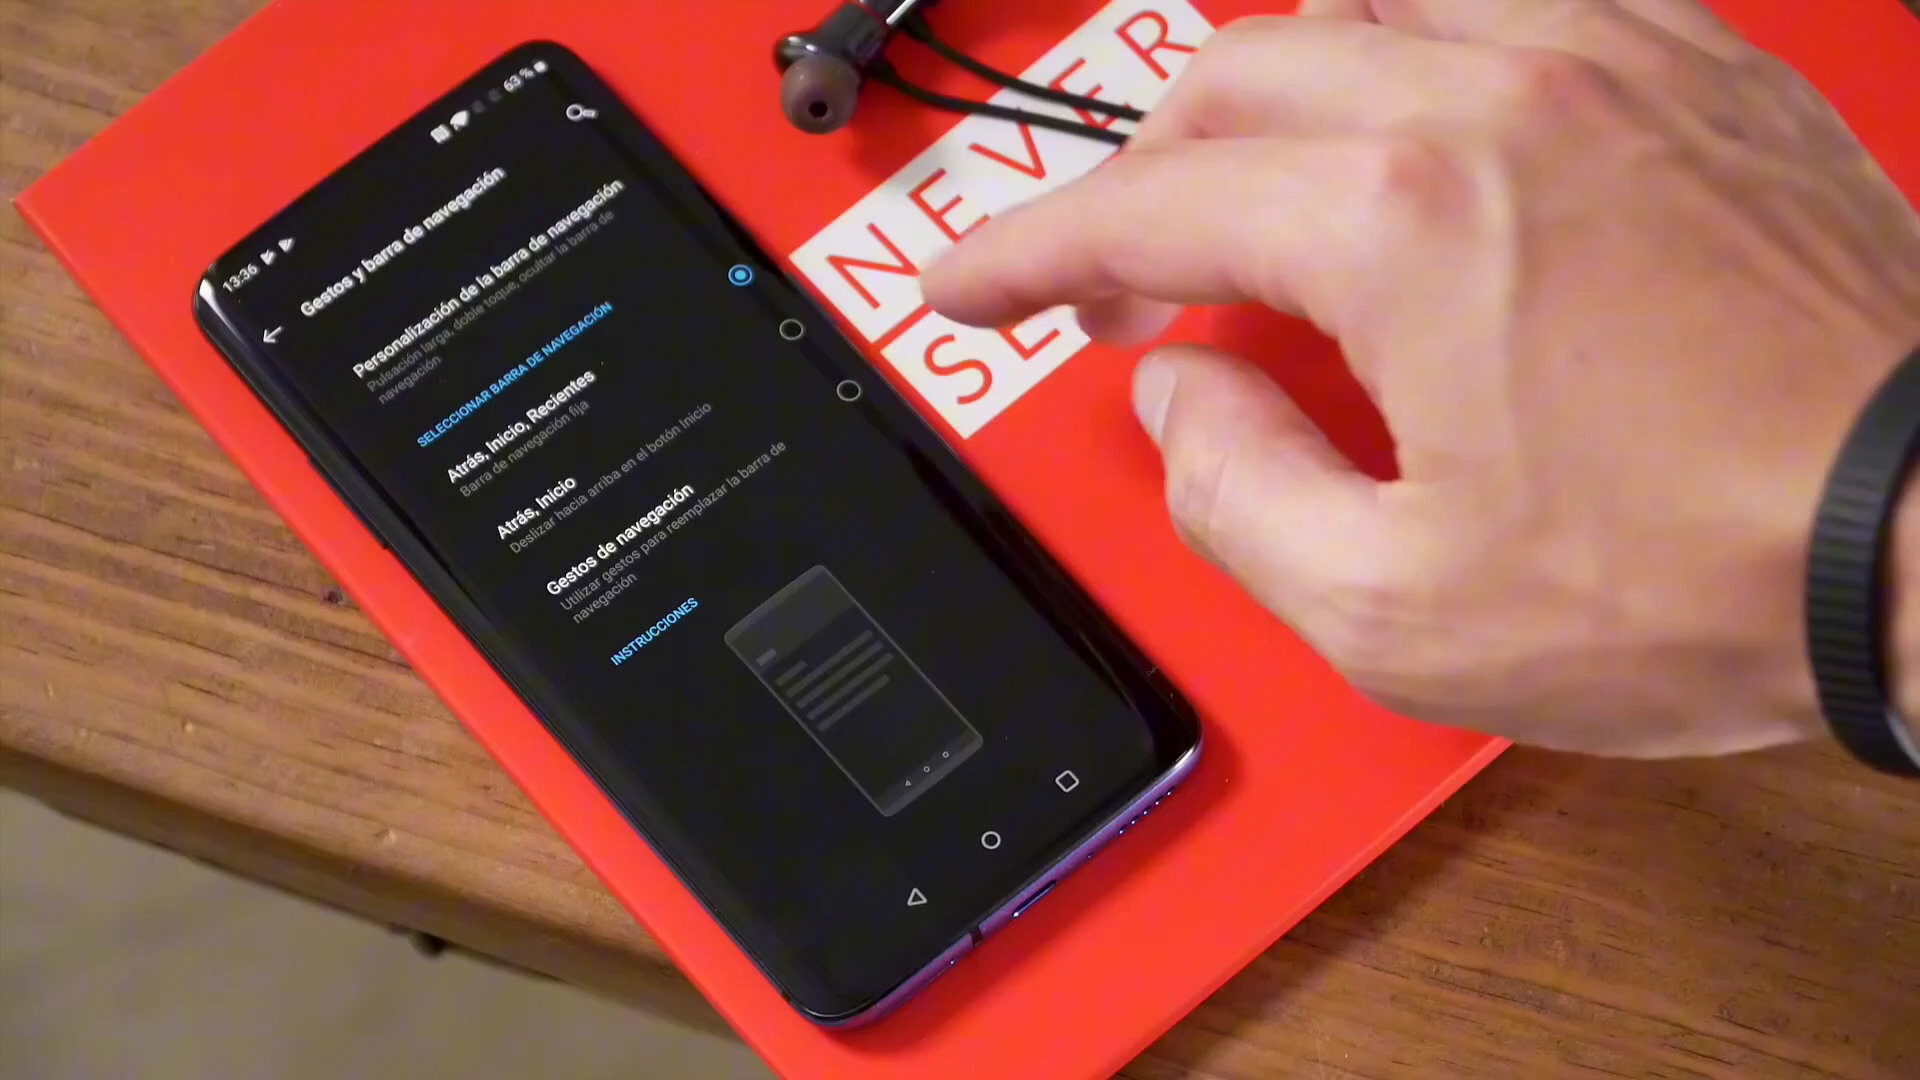 13:36
63 %
Gestos y barra de navegación
Personalización de la barra de navegación
Pulsación larga, doble toque, ocultar la barra de
navegación
SELECCIONAR BARRA DE NAVEGACIÓN
Atrás, Inicio, Recientes
Barra de navegación fija
Atrás, Inicio
Deslizar hacia arriba en el botón Inicio
Gestos de navegación
Utilizar gestos para reemplazar la barra de
navegación
INSTRUCCIONES
NEVER
SE